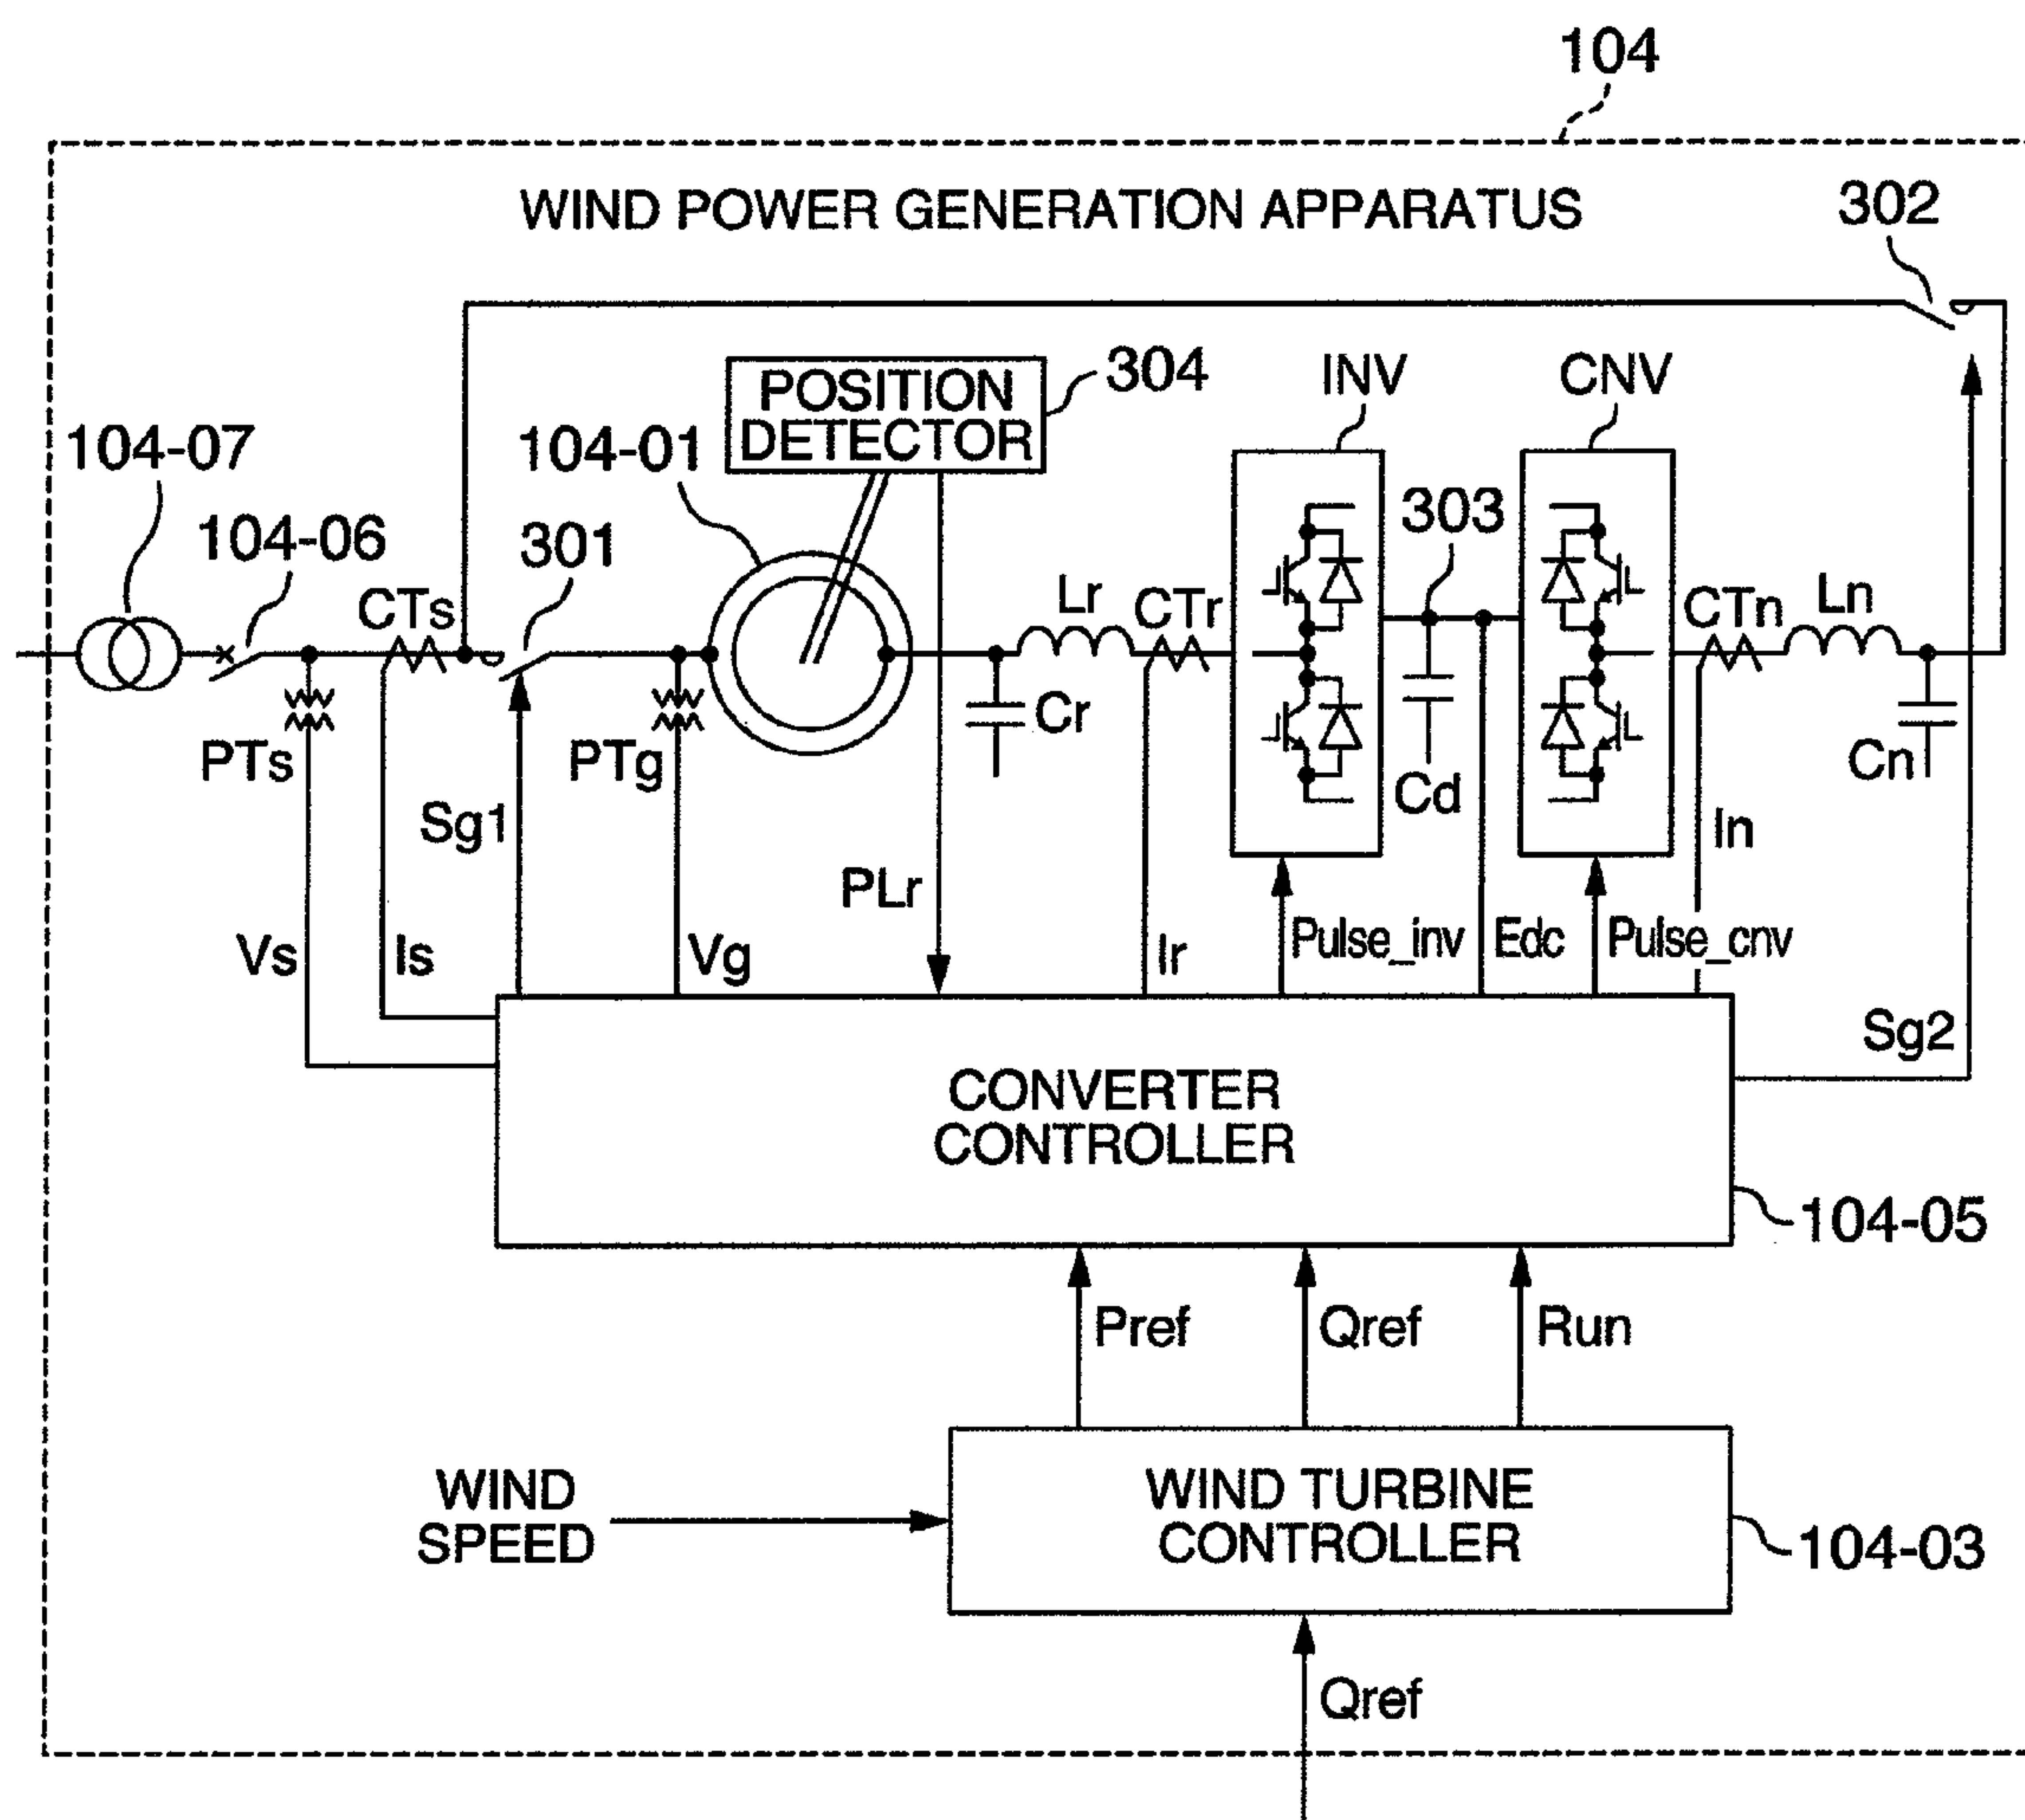 104
WIND POWER GENERATION APPARATUS
302
POSITION
DETECTOR
304
INV
CNV
104-07
104-01
104-06
301
303
CTs
Lr
CTr
CTn
Ln
PTs
PTg
Cr
Cd
Cn
Sg1
In
PLr
Vs
Is
Vg
Ir
Pulse_inv
Edc
Pulse_cnv
Sg2
CONVERTER
CONTROLLER
104-05
Pref
Qref
Run
WIND
SPEED
WIND TURBINE
CONTROLLER
104-03
Qref